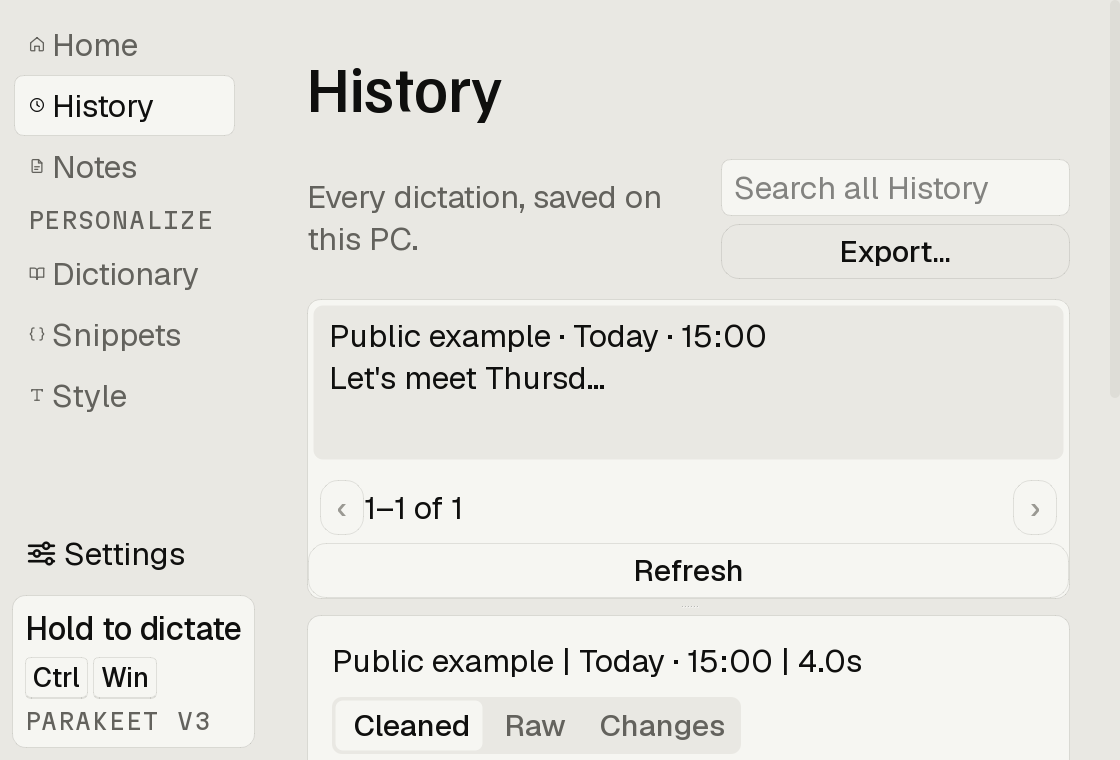 Home
History
Notes
PERSONALIZE
Dictionary
Snippets
Style
Settings
Hold to dictate
Ctrl Win
PARAKEET V3
History
Every dictation, saved on
this PC.
Search all History
Export...
Public example · Today · 15:00
Let's meet Thursd...
‹ 1–1 of 1 ›
Refresh
Public example | Today · 15:00 | 4.0s
Cleaned Raw Changes